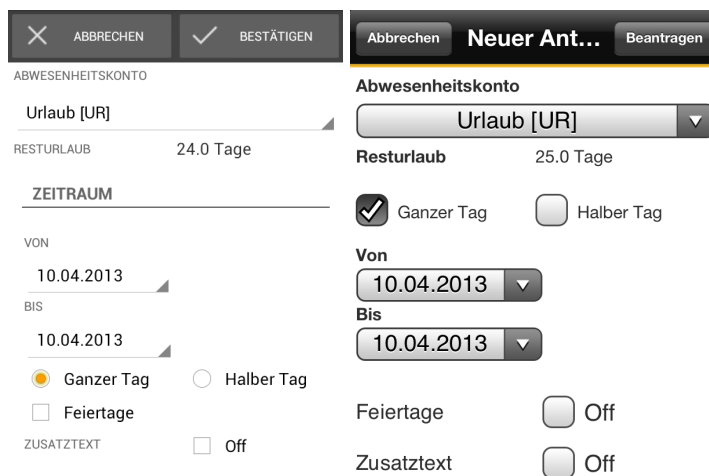 ABBRECHEN BESTÄTIGEN
ABWESENHEITSKONTO
Urlaub [UR]
RESTURLAUB 24.0 Tage
ZEITRAUM
VON
10.04.2013
BIS
10.04.2013
Ganzer Tag Halber Tag
Feiertage
ZUSATZTEXT Off
Abbrechen Neuer Ant... Beantragen
Abwesenheitskonto
Urlaub [UR]
Resturlaub 25.0 Tage
Ganzer Tag Halber Tag
Von
10.04.2013
Bis
10.04.2013
Feiertage Off
Zusatztext Off